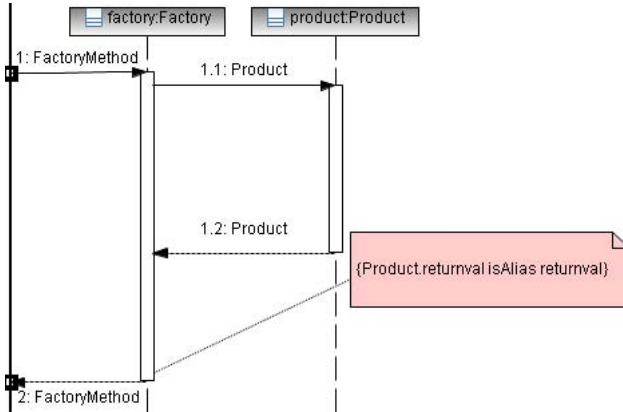 factory:Factory
product:Product
1: FactoryMethod
1.1: Product
1.2: Product
{Product.returnval isAlias returnval}
2: FactoryMethod